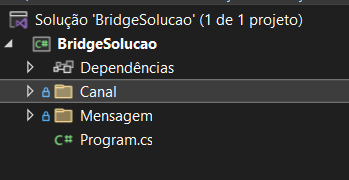 Solução 'BridgeSolucao' (1 de 1 projeto)
C# BridgeSolucao
Dependências
Canal
Mensagem
C# Program.cs